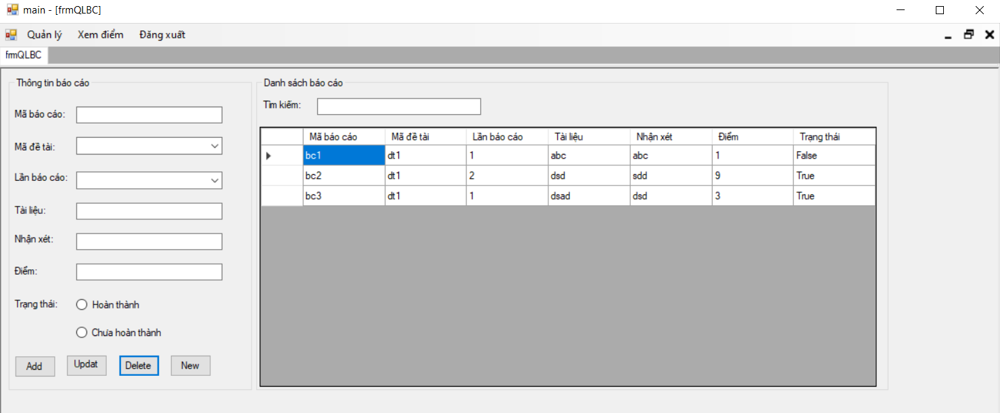 main - [frmQLBC]
Quản lý Xem điểm Đăng xuất
frmQLBC
Thông tin báo cáo
Mã báo cáo:
Mã đề tài:
Lần báo cáo:
Tài liệu:
Nhận xét:
Điểm:
Trạng thái:
Hoàn thành
Chưa hoàn thành
Add Updat Delete New
Danh sách báo cáo
Tìm kiếm:
Mã báo cáo Mã đề tài Lần báo cáo Tài liệu Nhận xét Điểm Trạng thái
bc1 dt1 1 abc abc 1 False
bc2 dt1 2 dsd sdd 9 True
bc3 dt1 1 dsad dsd 3 True